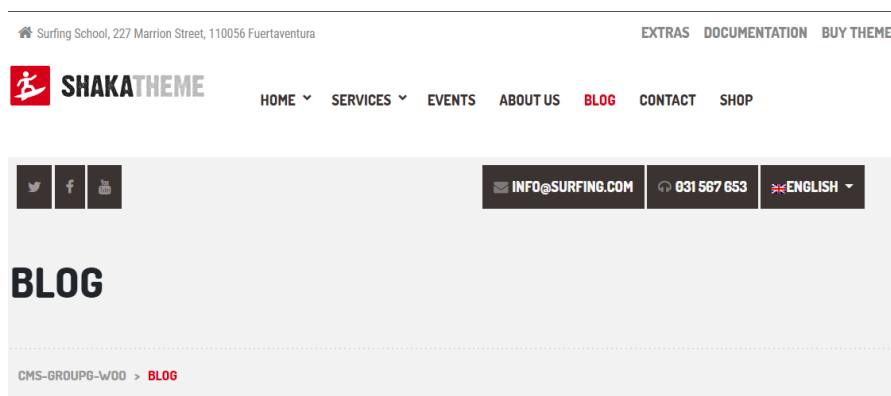 Surfing School, 227 Marrion Street, 110056 Fuertaventura
EXTRAS DOCUMENTATION BUY THEME
SHAKATHEME
HOME SERVICES EVENTS ABOUT US BLOG CONTACT SHOP
INFO@SURFING.COM 031 567 653 ENGLISH
BLOG
CMS-GROUPG-WOO > BLOG